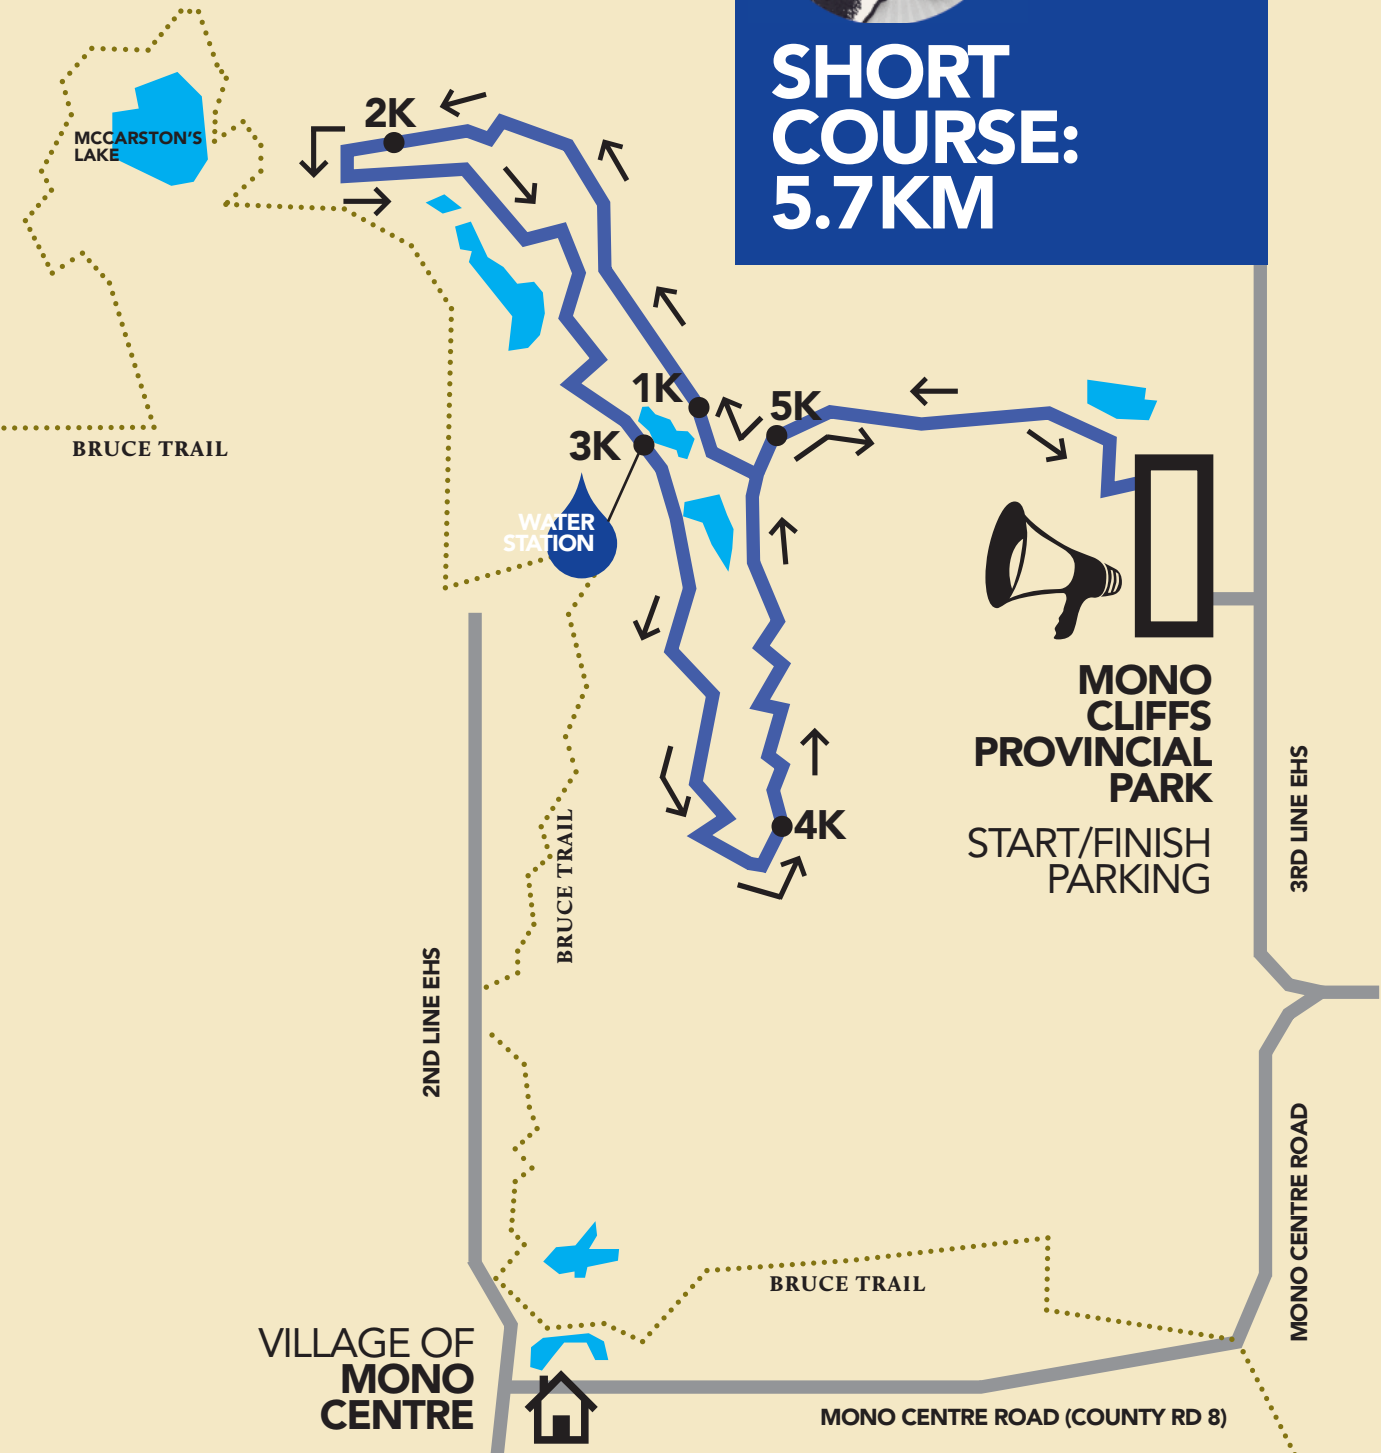 SHORT
COURSE:
5.7KM
2K
MCCARSTON'S
LAKE
1K
5K
3K
BRUCE TRAIL
WATER
STATION
MONO
CLIFFS
PROVINCIAL
PARK
START/FINISH
PARKING
4K
3RD LINE EHS
BRUCE TRAIL
2ND LINE EHS
MONO CENTRE ROAD
BRUCE TRAIL
VILLAGE OF
MONO
CENTRE
MONO CENTRE ROAD (COUNTY RD 8)